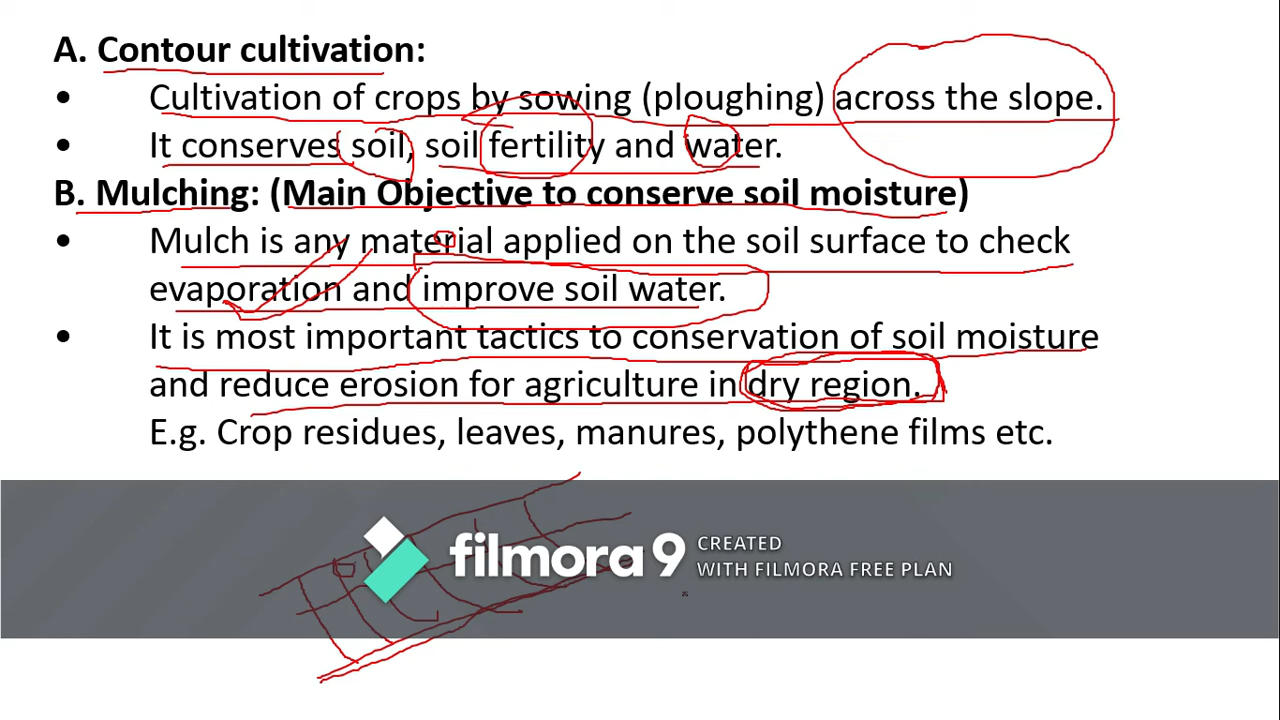 A. Contour cultivation:
• Cultivation of crops by sowing (ploughing) across the slope.
• It conserves soil, soil fertility and water.
B. Mulching: (Main Objective to conserve soil moisture)
• Mulch is any material applied on the soil surface to check
evaporation and improve soil water.
• It is most important tactics to conservation of soil moisture
and reduce erosion for agriculture in dry region.
E.g. Crop residues, leaves, manures, polythene films etc.
filmora 9 CREATED
WITH FILMORA FREE PLAN